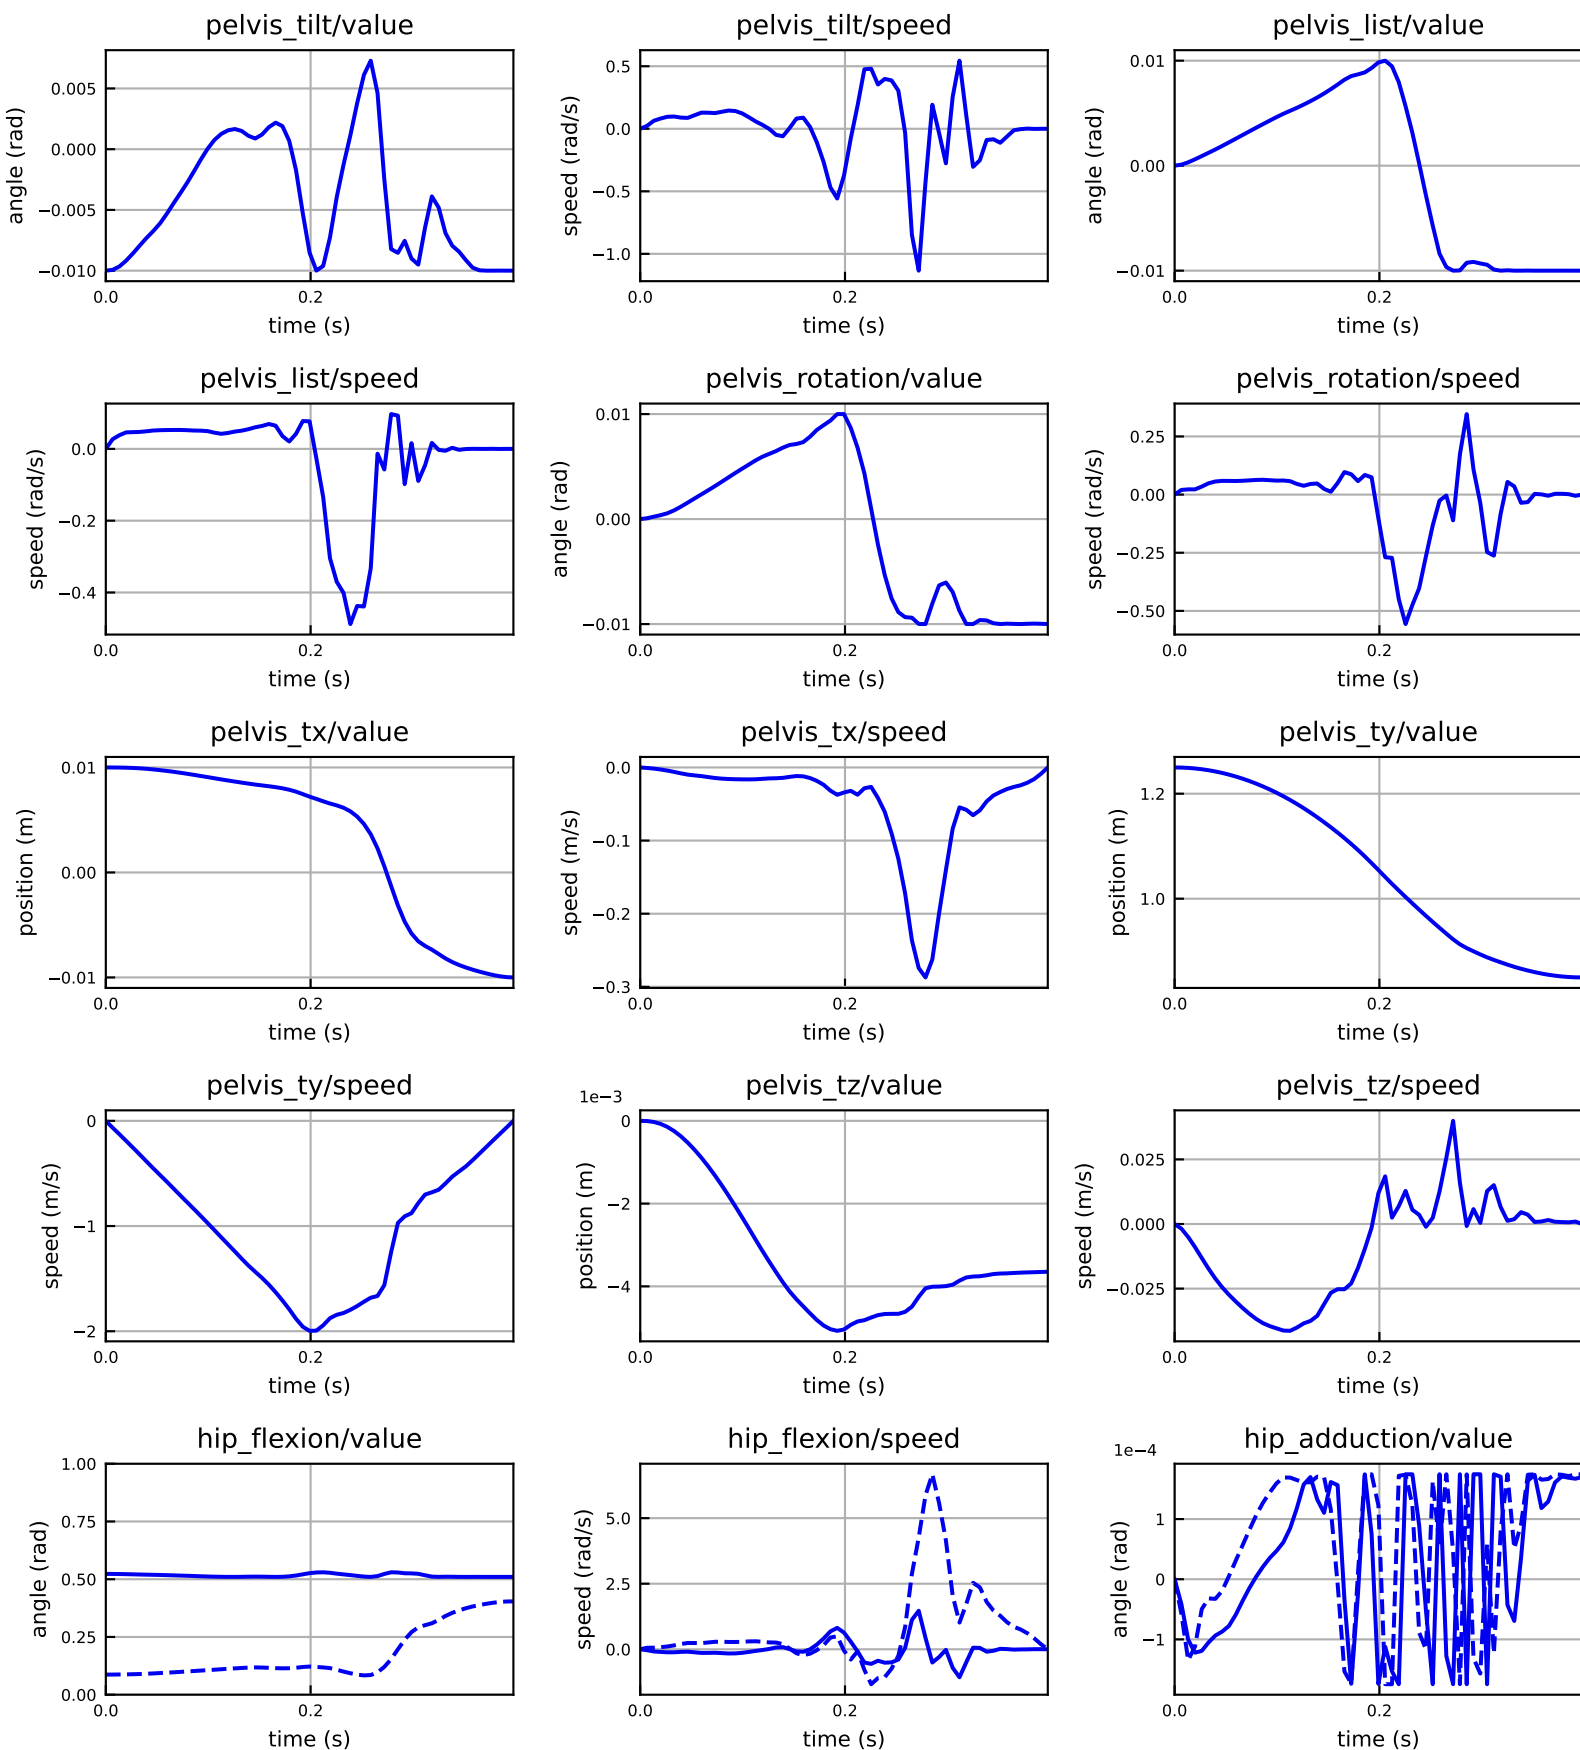 pelvis_tilt/value
angle (rad)
0.005
0.000
−0.005
−0.010
0.0
0.2
time (s)
pelvis_tilt/speed
speed (rad/s)
0.5
0.0
−0.5
−1.0
0.0
0.2
time (s)
pelvis_list/value
angle (rad)
0.01
0.00
−0.01
0.0
0.2
time (s)
pelvis_list/speed
speed (rad/s)
0.0
−0.2
−0.4
0.0
0.2
time (s)
pelvis_rotation/value
angle (rad)
0.01
0.00
−0.01
0.0
0.2
time (s)
pelvis_rotation/speed
speed (rad/s)
0.25
0.00
−0.25
−0.50
0.0
0.2
time (s)
pelvis_tx/value
position (m)
0.01
0.00
−0.01
0.0
0.2
time (s)
pelvis_tx/speed
speed (m/s)
0.0
−0.1
−0.2
−0.3
0.0
0.2
time (s)
pelvis_ty/value
position (m)
1.2
1.0
0.0
0.2
time (s)
pelvis_ty/speed
speed (m/s)
0
−1
−2
0.0
0.2
time (s)
pelvis_tz/value
1e−3
position (m)
0
−2
−4
0.0
0.2
time (s)
pelvis_tz/speed
speed (m/s)
0.025
0.000
−0.025
0.0
0.2
time (s)
hip_flexion/value
angle (rad)
1.00
0.75
0.50
0.25
0.00
0.0
0.2
time (s)
hip_flexion/speed
speed (rad/s)
5.0
2.5
0.0
0.0
0.2
time (s)
hip_adduction/value
1e−4
angle (rad)
1
0
−1
0.0
0.2
time (s)